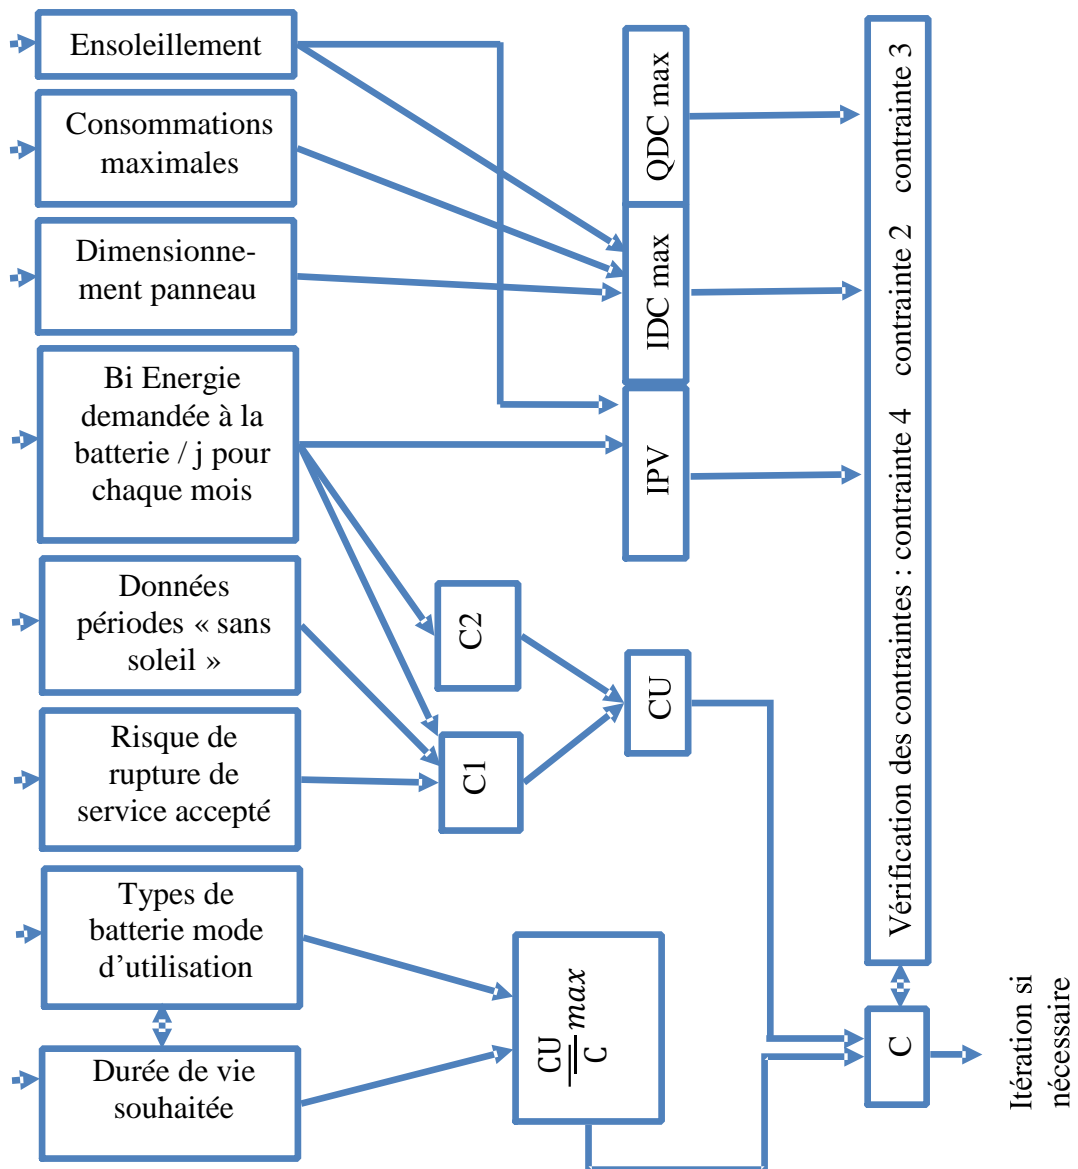 Ensoleillement
Consommations
maximales
Dimensionne-
ment panneau
Bi Energie
demandée à la
batterie / j pour
chaque mois
Données
périodes « sans
soleil »
Risque de
rupture de
service accepté
Types de
batterie mode
d’utilisation
Durée de vie
souhaitée
C2
C1
CU
C
max
QDC max
IDC max
IPV
CU
C
Vérification des contraintes : contrainte 4 contrainte 2 contrainte 3
Itération si
nécessaire